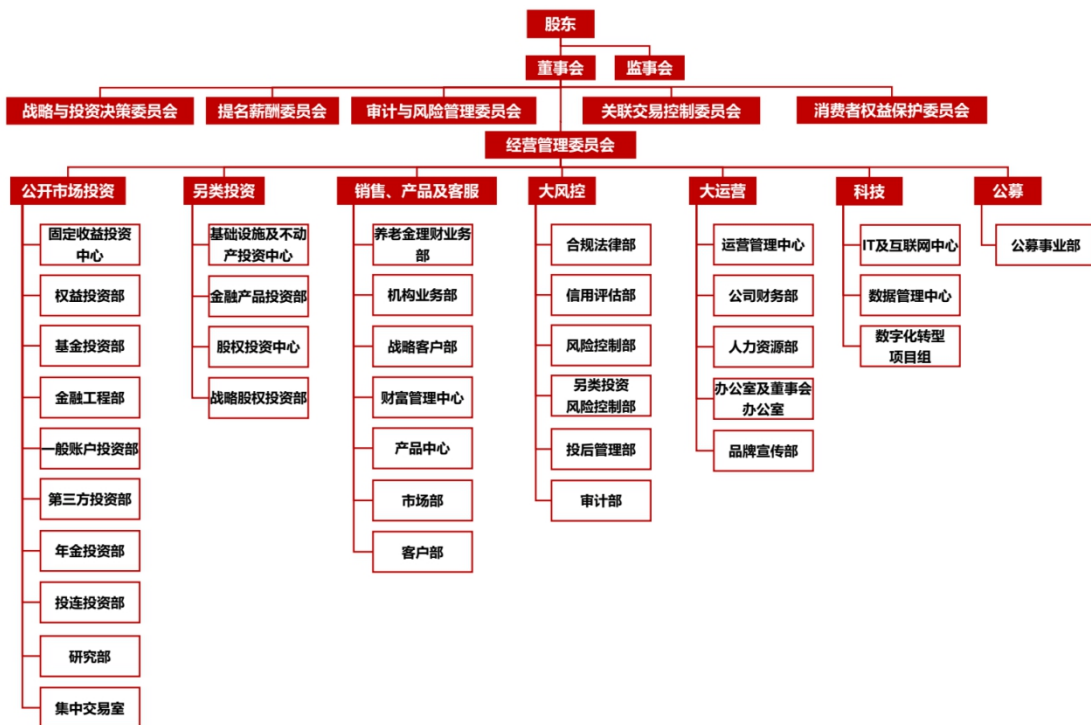 股东
董事会
监事会
战略与投资决策委员会
提名薪酬委员会
审计与风险管理委员会
关联交易控制委员会
消费者权益保护委员会
经营管理委员会
公开市场投资
另类投资
销售、产品及客服
大风控
大运营
科技
公募
固定收益投资
中心
权益投资部
基金投资部
金融工程部
一般账户投资部
第三方投资部
年金投资部
投连投资部
研究部
集中交易室
基础设施及不动
产投资中心
金融产品投资部
股权投资中心
战略股权投资部
养老金理财业务
部
机构业务部
战略客户部
财富管理中心
产品中心
市场部
客户部
合规法律部
信用评估部
风险控制部
另类投资
风险控制部
投后管理部
审计部
运营管理中心
公司财务部
人力资源部
办公室及董事会
办公室
品牌宣传部
IT及互联网中心
数据管理中心
数字化转型
项目组
公募事业部